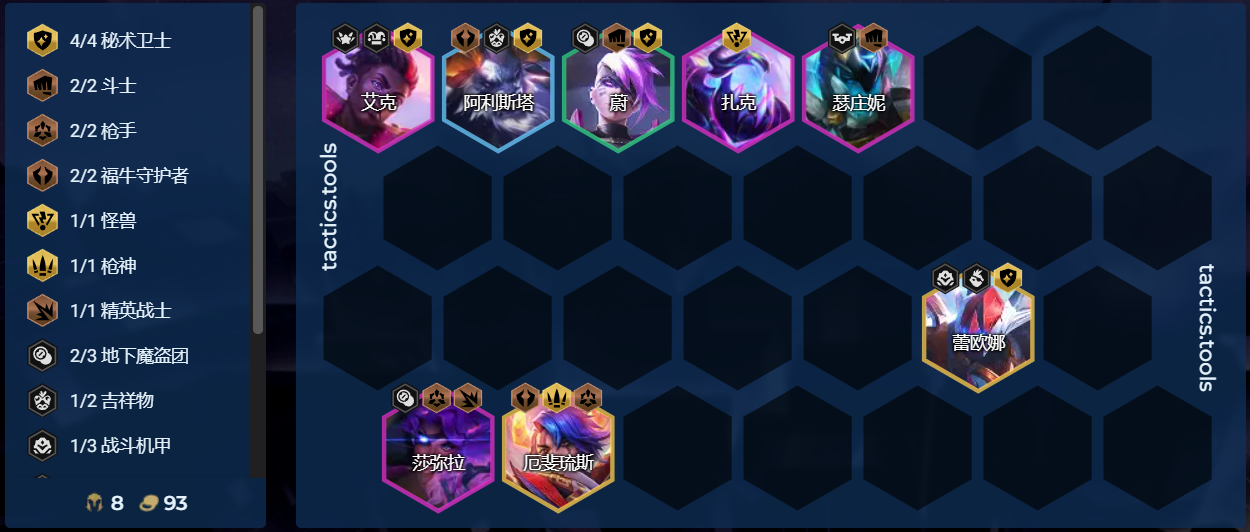 4/4 秘术卫士
2/2 斗士
2/2 枪手
2/2 福牛守护者
1/1 怪兽
1/1 枪神
1/1 精英战士
2/3 地下魔盗团
1/2 吉祥物
1/3 战斗机甲
8 93
艾克
阿利斯塔
蔚
扎克
瑟庄妮
tactics.tools
蕾欧娜
tactics.tools
莎弥拉
厄斐琉斯